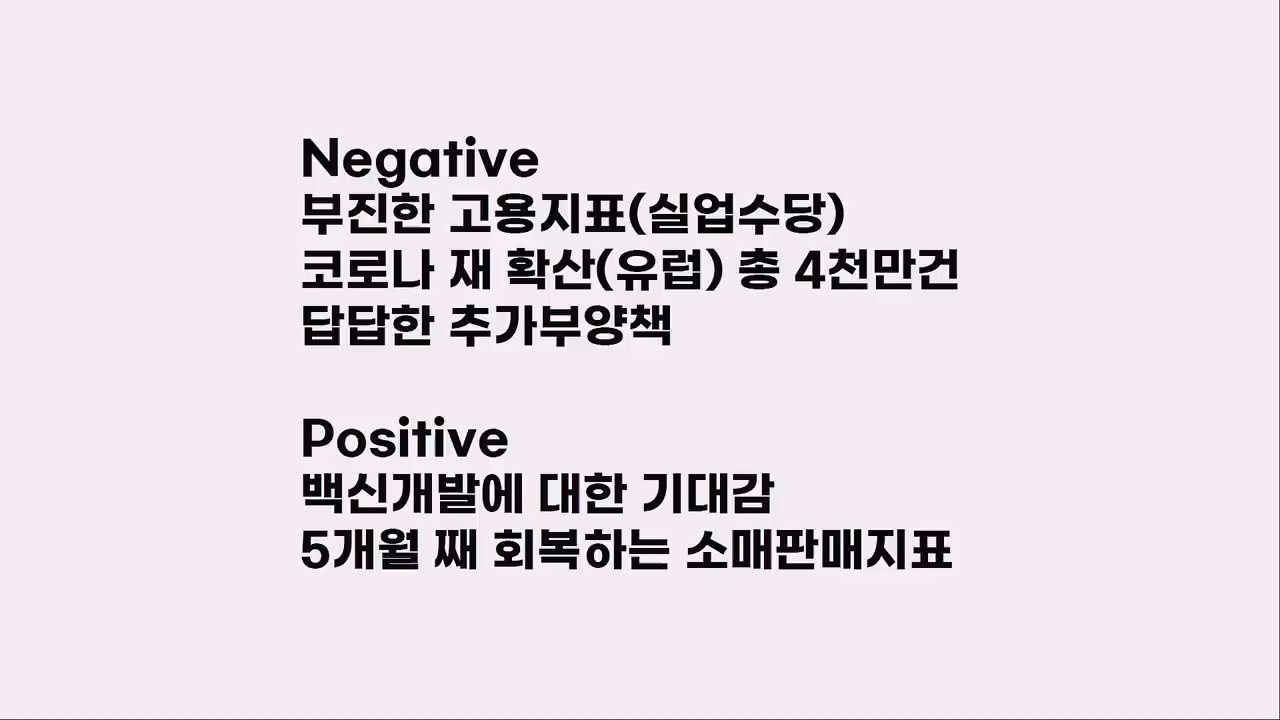 Negative
부진한 고용지표(실업수당)
코로나 재 확산(유럽) 총 4천만건
답답한 추가부양책
Positive
백신개발에 대한 기대감
5개월 째 회복하는 소매판매지표